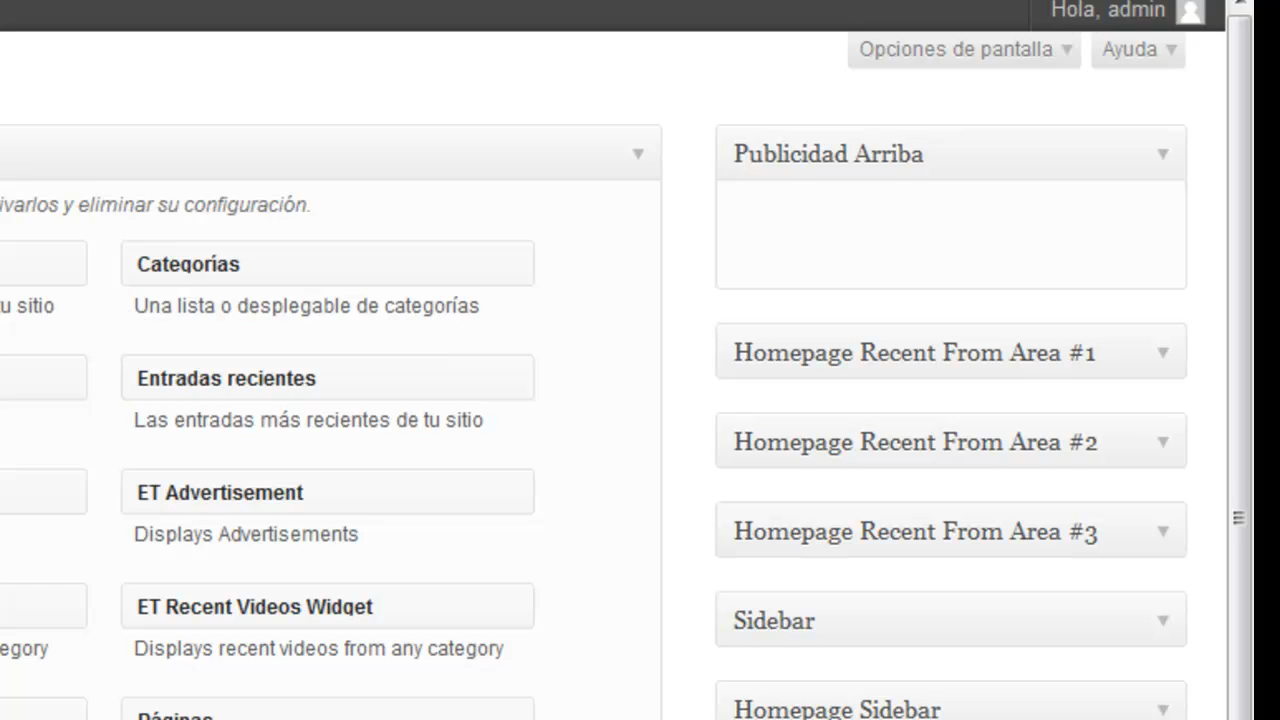 Hola, admin
Opciones de pantalla
Ayuda
ivarlos y eliminar su configuración.
Categorías
u sitio
Una lista o desplegable de categorías
Entradas recientes
Las entradas más recientes de tu sitio
ET Advertisement
Displays Advertisements
ET Recent Videos Widget
egory
Displays recent videos from any category
Páginas
Publicidad Arriba
Homepage Recent From Area #1
Homepage Recent From Area #2
Homepage Recent From Area #3
Sidebar
Homepage Sidebar